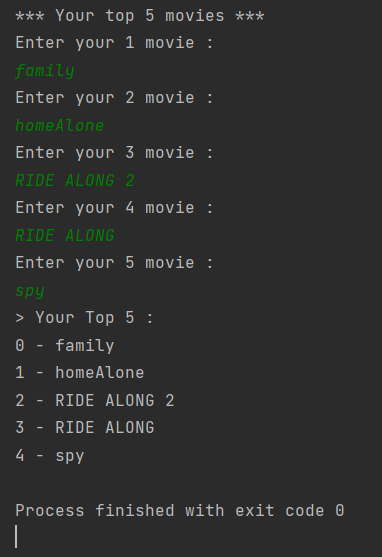 *** Your top 5 movies ***
Enter your 1 movie :
family
Enter your 2 movie :
homeAlone
Enter your 3 movie :
RIDE ALONG 2
Enter your 4 movie :
RIDE ALONG
Enter your 5 movie :
spy
> Your Top 5 :
0 - family
1 - homeAlone
2 - RIDE ALONG 2
3 - RIDE ALONG
4 - spy
Process finished with exit code 0